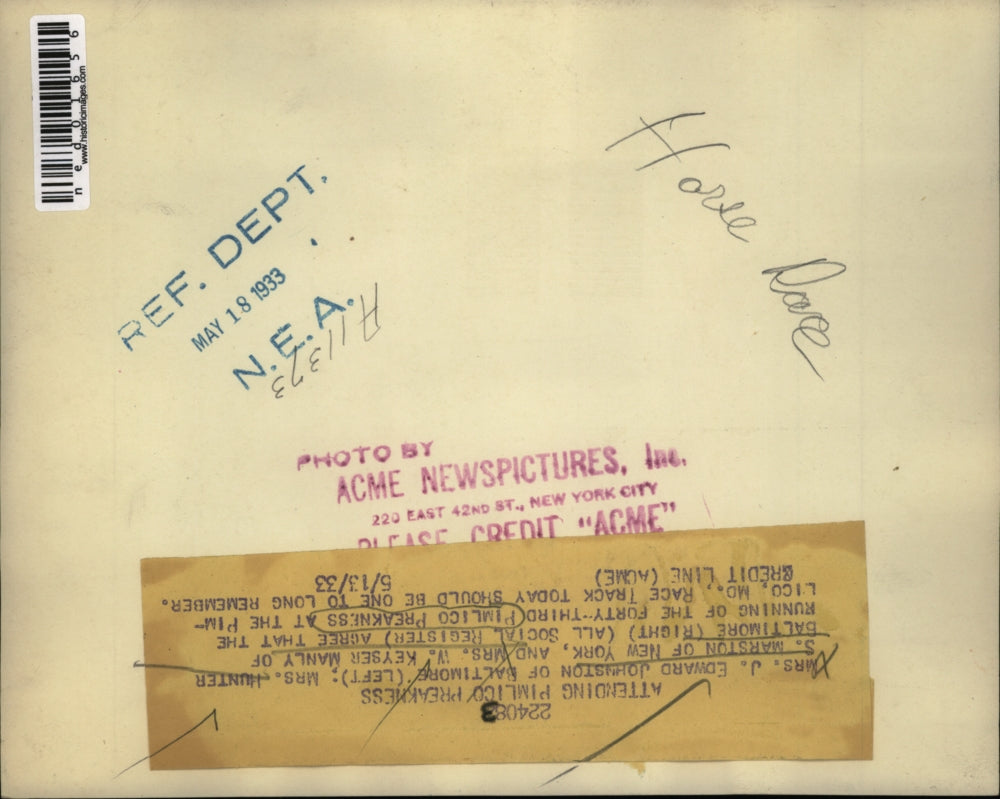 ned01656
www.historicimages.com
Horse Race
REF. DEPT.
MAY 18 1933
N. E. A.
A11373
PHOTO BY
ACME NEWSPICTURES, Inc.
220 EAST 42ND ST., NEW YORK CITY
PLEASE CREDIT "ACME"
224083
ATTENDING PIMLICO PREAKNESS
MRS. J. EDWARD JOHNSTON OF BALTIMORE (LEFT); MRS. HUNTER
S. MARSTON OF NEW YORK, AND MRS. W. KEYSER MANLY OF
BALTIMORE (RIGHT) (ALL SOCIAL REGISTER) AGREE THAT THE
RUNNING OF THE FORTY-THIRD PIMLICO PREAKNESS AT THE PIM-
LICO, MD., RACE TRACK TODAY SHOULD BE ONE TO LONG REMEMBER.
CREDIT LINE (ACME) 5/13/33